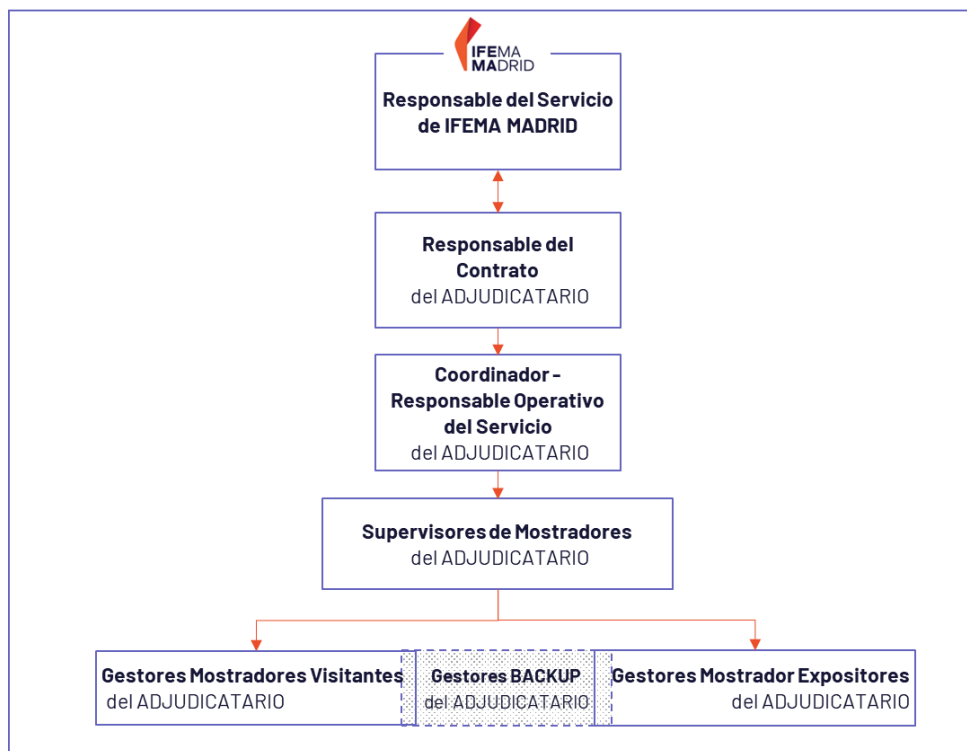 IFEMA
MADRID
Responsable del Servicio
de IFEMA MADRID
Responsable del
Contrato
del ADJUDICATARIO
Coordinador -
Responsable Operativo
del Servicio
del ADJUDICATARIO
Supervisores de Mostradores
del ADJUDICATARIO
Gestores Mostradores Visitantes
del ADJUDICATARIO
Gestores BACKUP
del ADJUDICATARIO
Gestores Mostrador Expositores
del ADJUDICATARIO